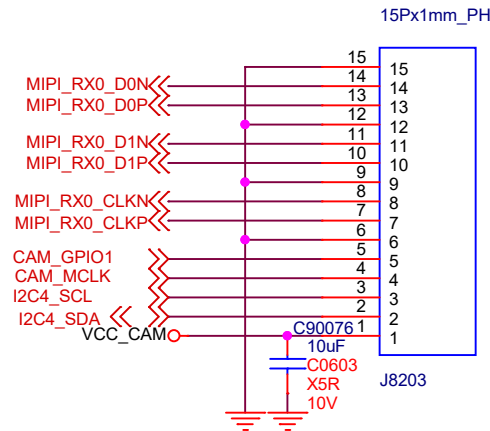 15Px1mm_PH
15 15
MIPI_RX0_D0N 14 14
MIPI_RX0_D0P 13 13
12 12
MIPI_RX0_D1N 11 11
MIPI_RX0_D1P 10 10
9 9
MIPI_RX0_CLKN 8 8
MIPI_RX0_CLKP 7 7
6 6
CAM_GPIO1 5 5
CAM_MCLK 4 4
I2C4_SCL 3 3
I2C4_SDA 2 2
VCC_CAM C90076 1 1
10uF
C0603
X5R
10V
J8203